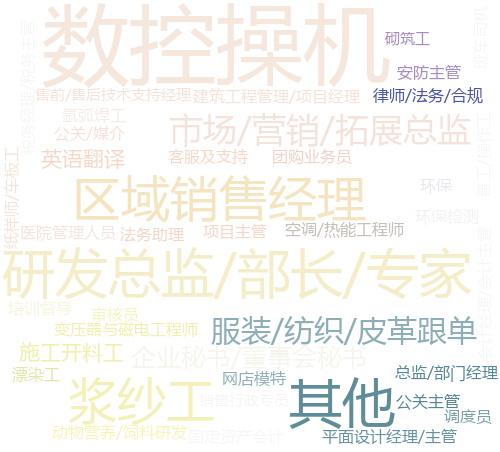 数控操机
砌筑工
安防主管
售前/售后技术支持经理
建筑工程管理/项目经理
律师/法务/合规
氩弧焊工
公关/媒介
市场/营销/拓展总监
英语翻译
客服及支持
团购业务员
区域销售经理
环保
环保检测
医院管理人员
法务助理
项目主管
空调/热能工程师
研发总监/部长/专家
培训督导
审核员
变压器与磁电工程师
服装/纺织/皮革跟单
施工开料工
企业秘书/董事会秘书
漂染工
网店模特
总监/部门经理
浆纱工
销售行政专员
其他
公关主管
调度员
动物营养/饲料研发
固定资产会计
平面设计经理/主管